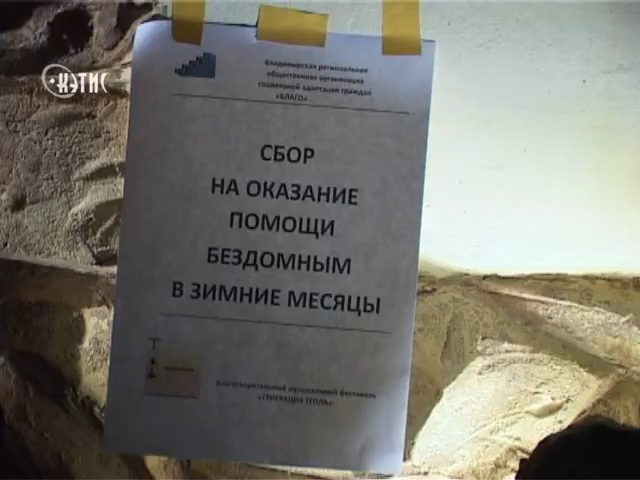 КЭТИС
Владимирская региональная
общественная организация
социальной адаптации граждан
«БЛАГО»
СБОР
НА ОКАЗАНИЕ
ПОМОЩИ
БЕЗДОМНЫМ
В ЗИМНИЕ МЕСЯЦЫ
Благотворительный музыкальный фестиваль
«ГЕНЕРАЦИЯ ТЕПЛА»